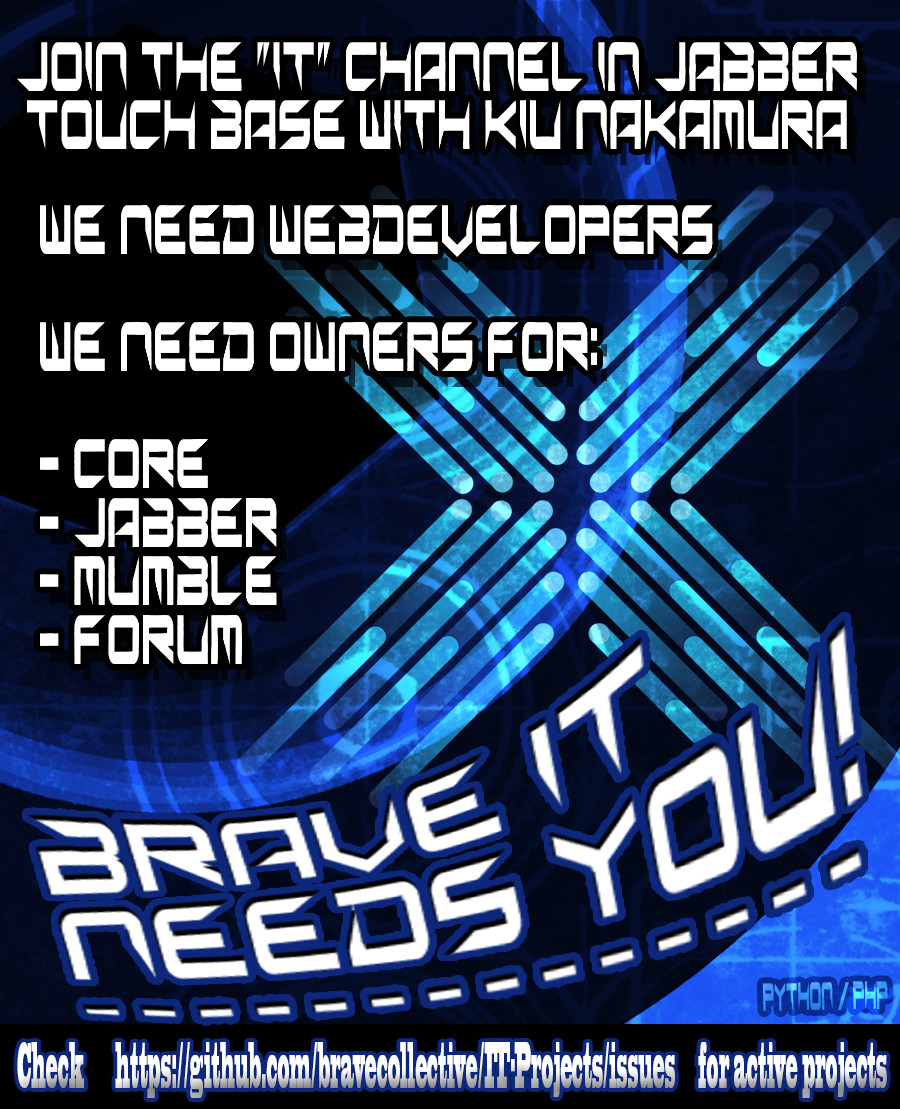 JOIN THE "IT" CHANNEL IN JABBER
TOUCH BASE WITH KIU NAKAMURA
WE NEED WEBDEVELOPERS
WE NEED OWNERS FOR:
- CORE
- JABBER
- MUMBLE
- FORUM
BRAVE IT
NEEDS YOU!
PYTHON / PHP
Check https://github.com/bravecollective/IT-Projects/issues for active projects